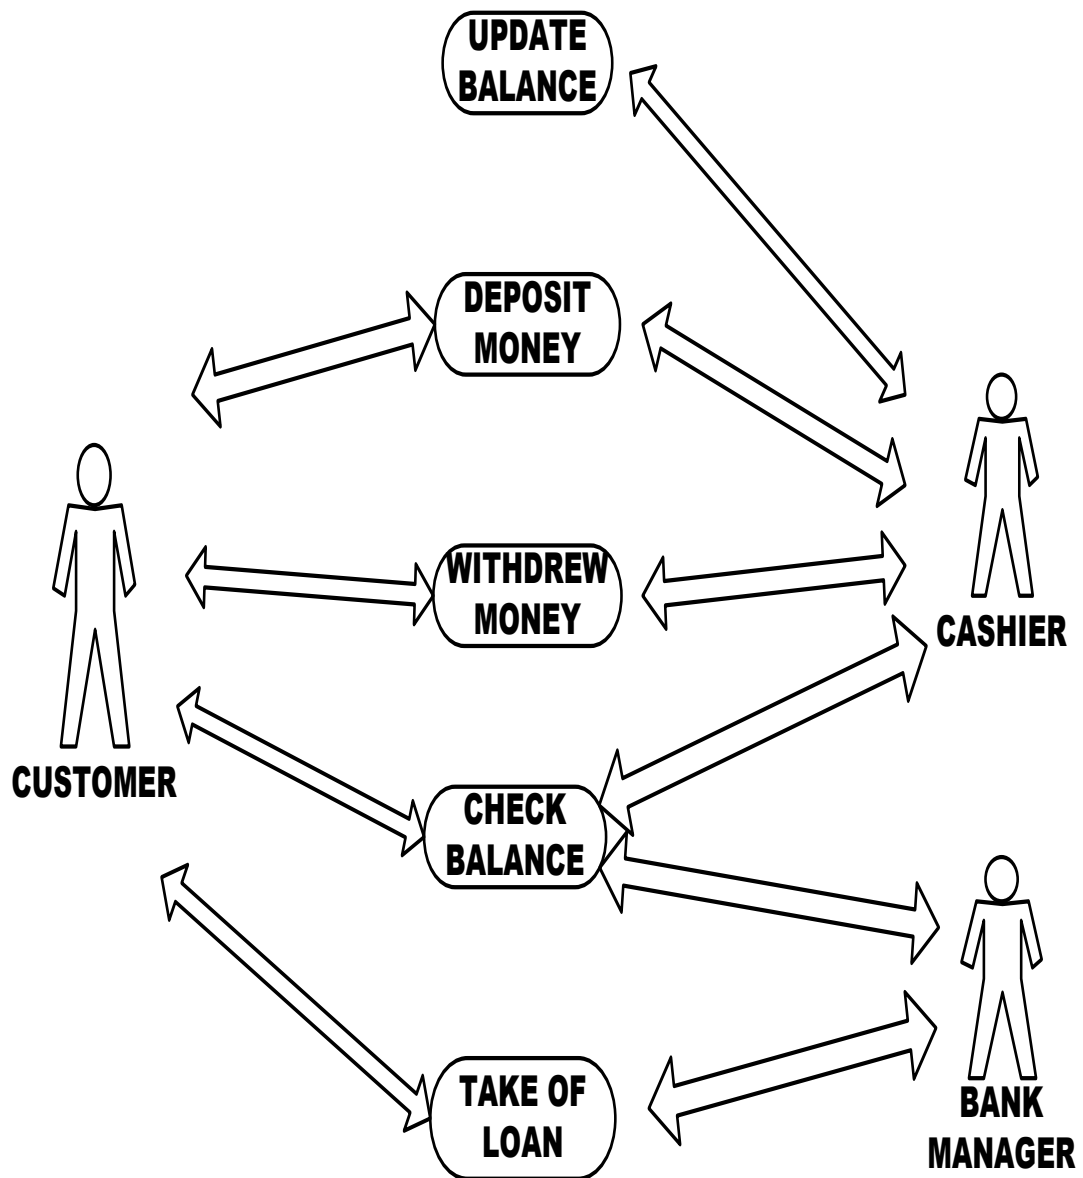 UPDATE
BALANCE
DEPOSIT
MONEY
WITHDREW
MONEY
CASHIER
CUSTOMER
CHECK
BALANCE
TAKE OF
LOAN
BANK
MANAGER